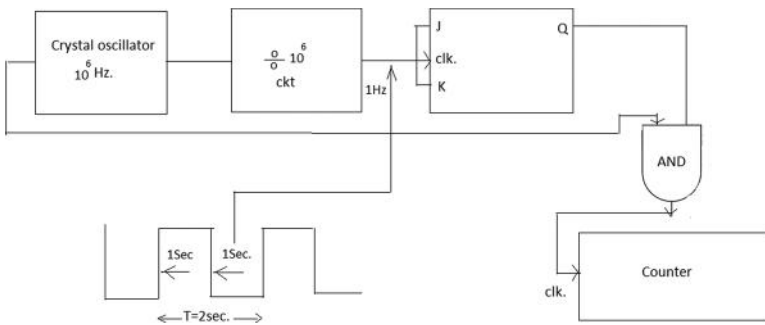 Crystal oscillator
10⁶ Hz.
÷ 10⁶
ckt
1Hz
J
Q
clk.
K
AND
1Sec
1Sec.
T=2sec.
Counter
clk.